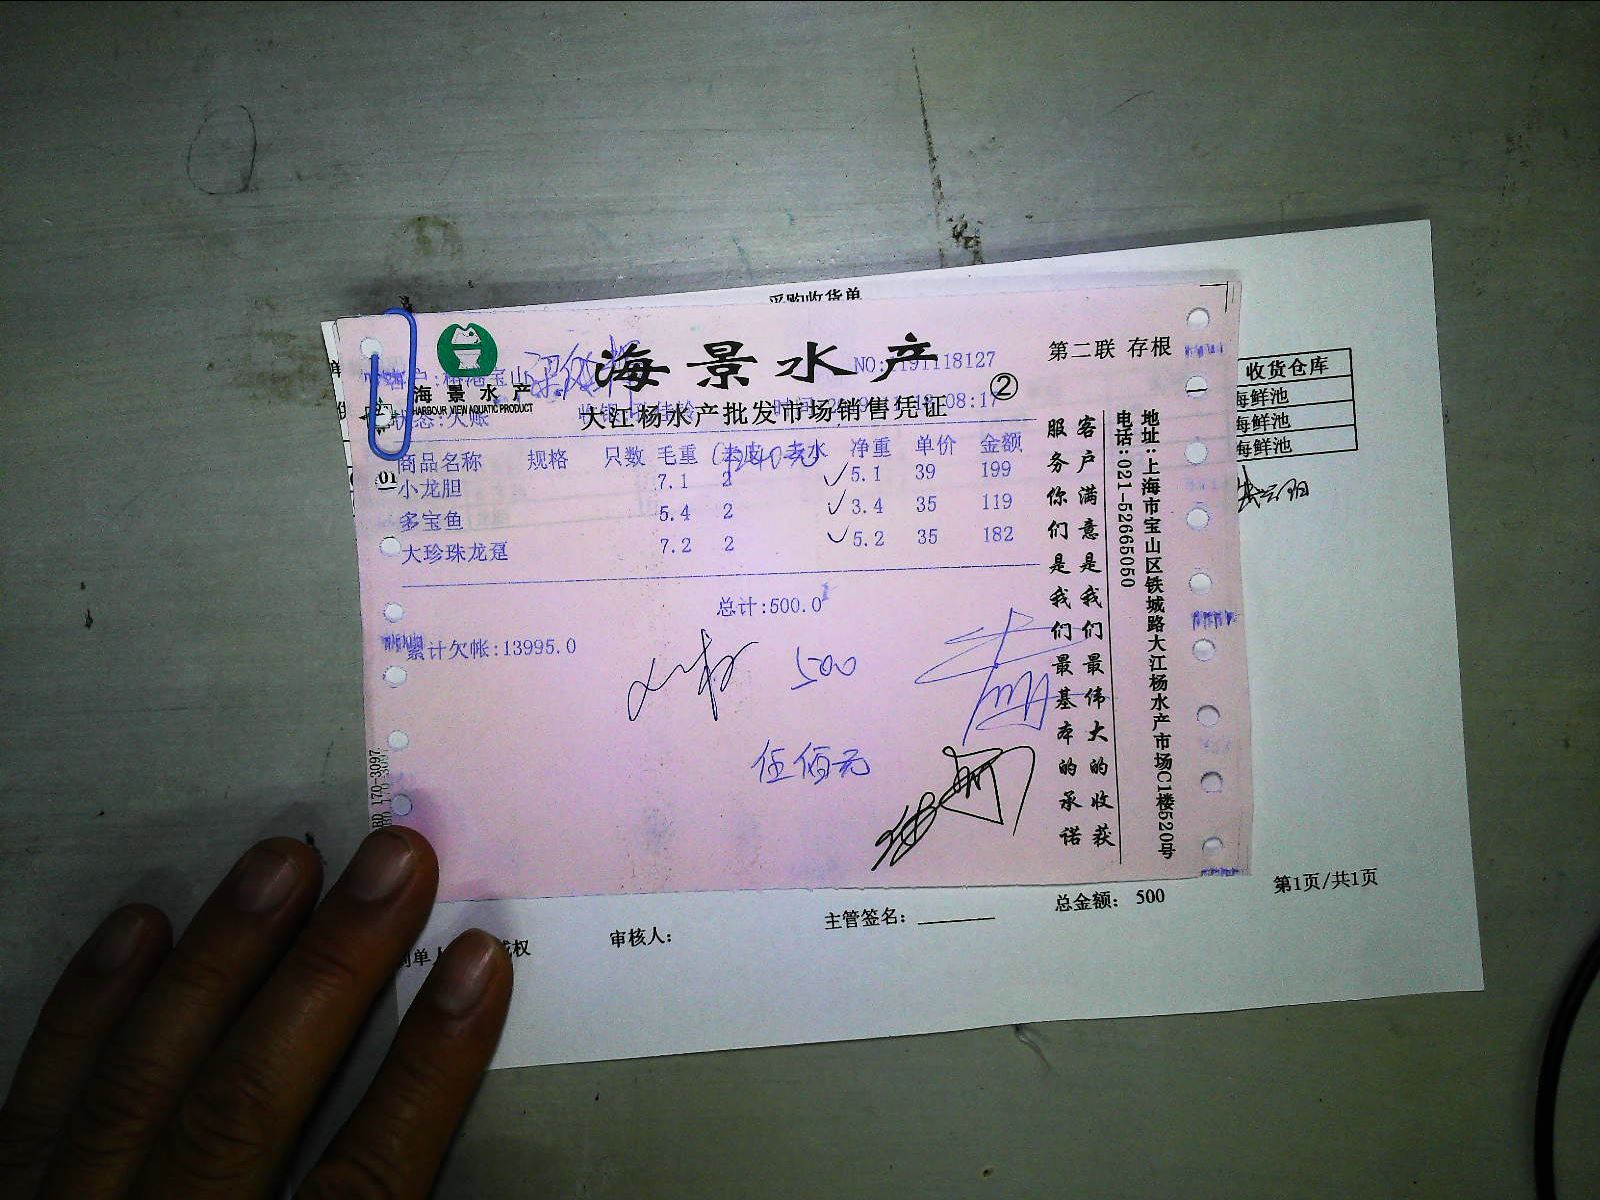 采购收货单
海景水产
第二联 存根
NO:191118127
海景水产
HARBOUR VIEW AQUATIC PRODUCT
②
大江杨水产批发市场销售凭证
商品名称 规格 只数 毛重 去皮 去水 净重 单价 金额
小龙胆 7.1 2 ✓5.1 39 199
多宝鱼 5.4 2 ✓3.4 35 119
大珍珠龙趸 7.2 2 ✓5.2 35 182
总计:500.0
累计欠帐:13995.0
500
伍佰元
客户满意是我们最伟大的收获
服务你们是我们最基本的承诺
地址:上海市宝山区铁城路大江杨水产市场C1楼520号
电话:021-52665050
170-3097
收货仓库
海鲜池
海鲜池
海鲜池
审核人:
主管签名:
总金额: 500
第1页/共1页